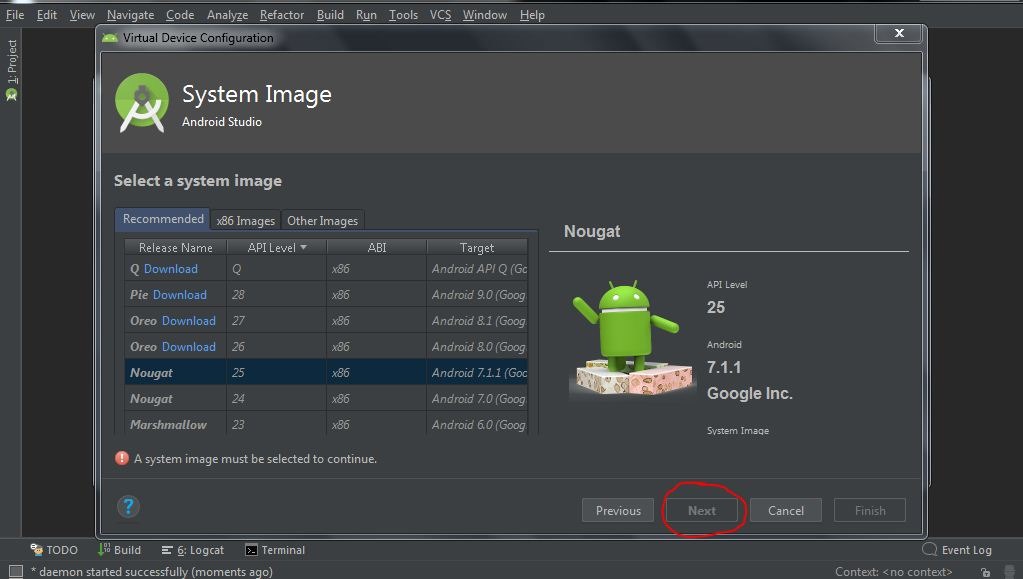 File Edit View Navigate Code Analyze Refactor Build Run Tools VCS Window Help
Virtual Device Configuration
x
1: Project
System Image
Android Studio
Select a system image
Recommended x86 Images Other Images
Release Name API Level ABI Target
Q Download Q x86 Android API Q (Go
Pie Download 28 x86 Android 9.0 (Goog
Oreo Download 27 x86 Android 8.1 (Goog
Oreo Download 26 x86 Android 8.0 (Goog
Nougat 25 x86 Android 7.1.1 (Goo
Nougat 24 x86 Android 7.0 (Goog
Marshmallow 23 x86 Android 6.0 (Goog
Nougat
API Level
25
Android
7.1.1
Google Inc.
System Image
! A system image must be selected to continue.
? Previous Next Cancel Finish
TODO Build 6: Logcat Terminal Event Log
* daemon started successfully (moments ago) Context: <no context>